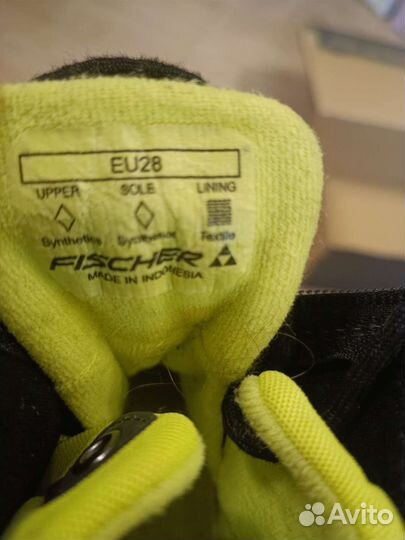 EU28
UPPER SOLE LINING
Synthetics Synthetics Textile
FISCHER
MADE IN INDONESIA
Avito